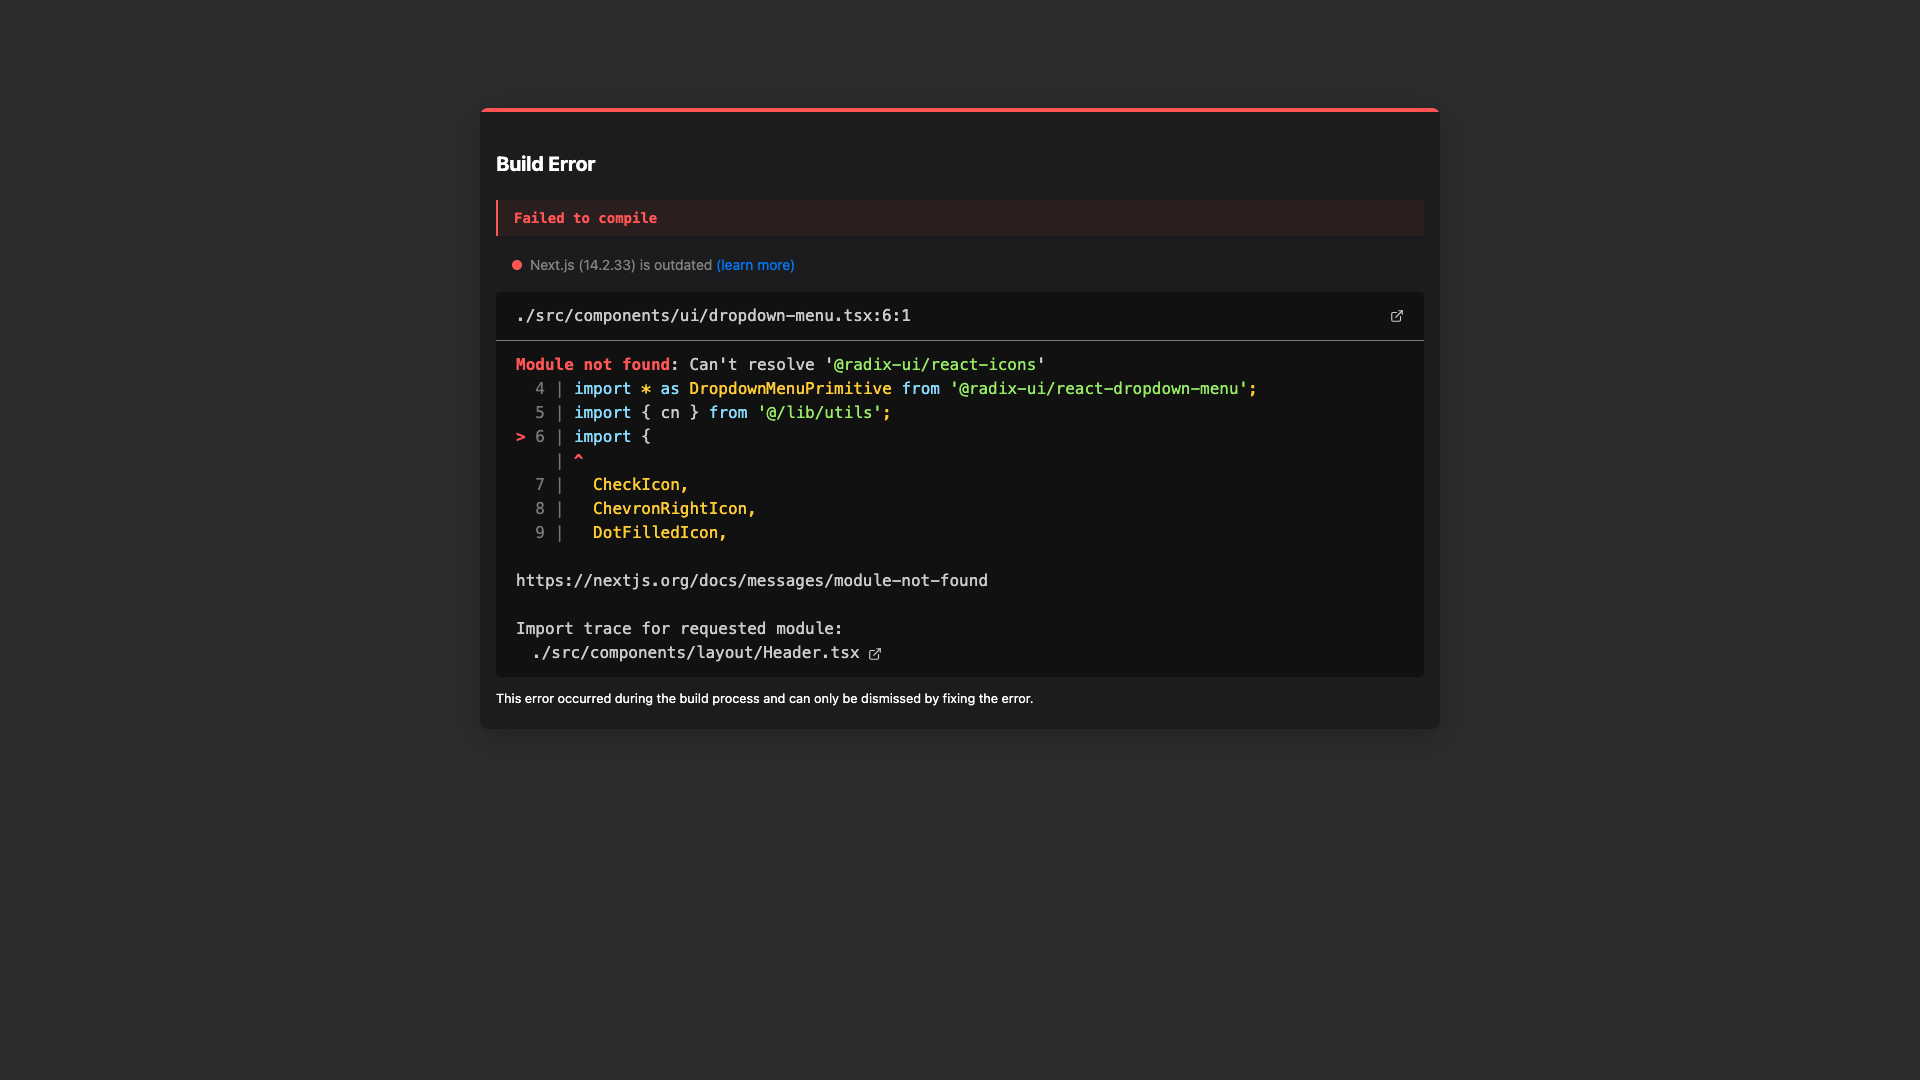 Build Error
Failed to compile
Next.js (14.2.33) is outdated (learn more)
./src/components/ui/dropdown-menu.tsx:6:1
Module not found: Can't resolve '@radix-ui/react-icons'
  4 | import * as DropdownMenuPrimitive from '@radix-ui/react-dropdown-menu';
  5 | import { cn } from '@/lib/utils';
> 6 | import {
    | ^
  7 |   CheckIcon,
  8 |   ChevronRightIcon,
  9 |   DotFilledIcon,
https://nextjs.org/docs/messages/module-not-found
Import trace for requested module:
./src/components/layout/Header.tsx
This error occurred during the build process and can only be dismissed by fixing the error.